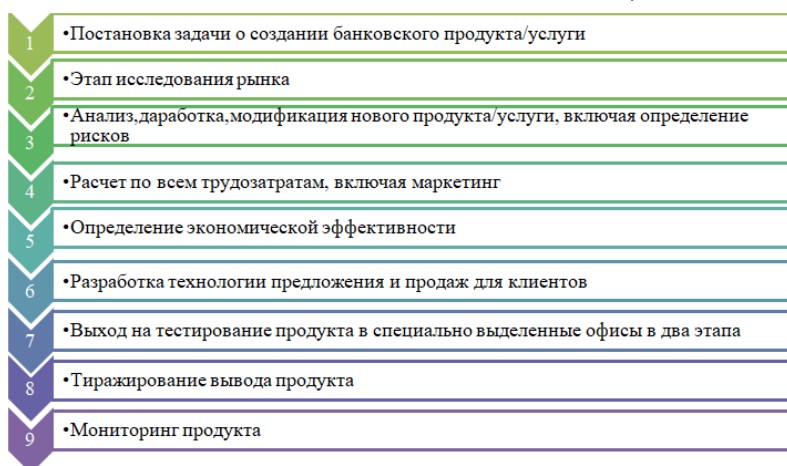 1
•Постановка задачи о создании банковского продукта/услуги
2
•Этап исследования рынка
3
•Анализ,даработка,модификация нового продукта/услуги, включая определение
рисков
4
•Расчет по всем трудозатратам, включая маркетинг
5
•Определение экономической эффективности
6
•Разработка технологии предложения и продаж для клиентов
7
•Выход на тестирование продукта в специально выделенные офисы в два этапа
8
•Тиражирование вывода продукта
9
•Мониторинг продукта